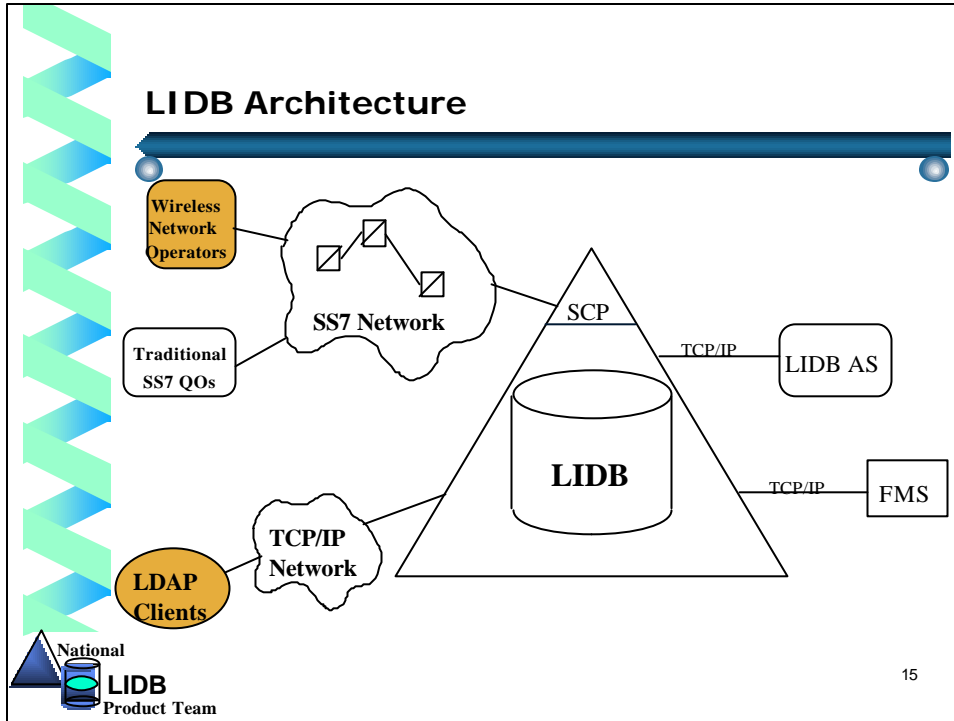 LIDB Architecture
Wireless
Network
Operators
SS7 Network
Traditional
SS7 QOs
SCP
TCP/IP
LIDB AS
LIDB
TCP/IP
FMS
TCP/IP
Network
LDAP
Clients
National
LIDB
Product Team
15